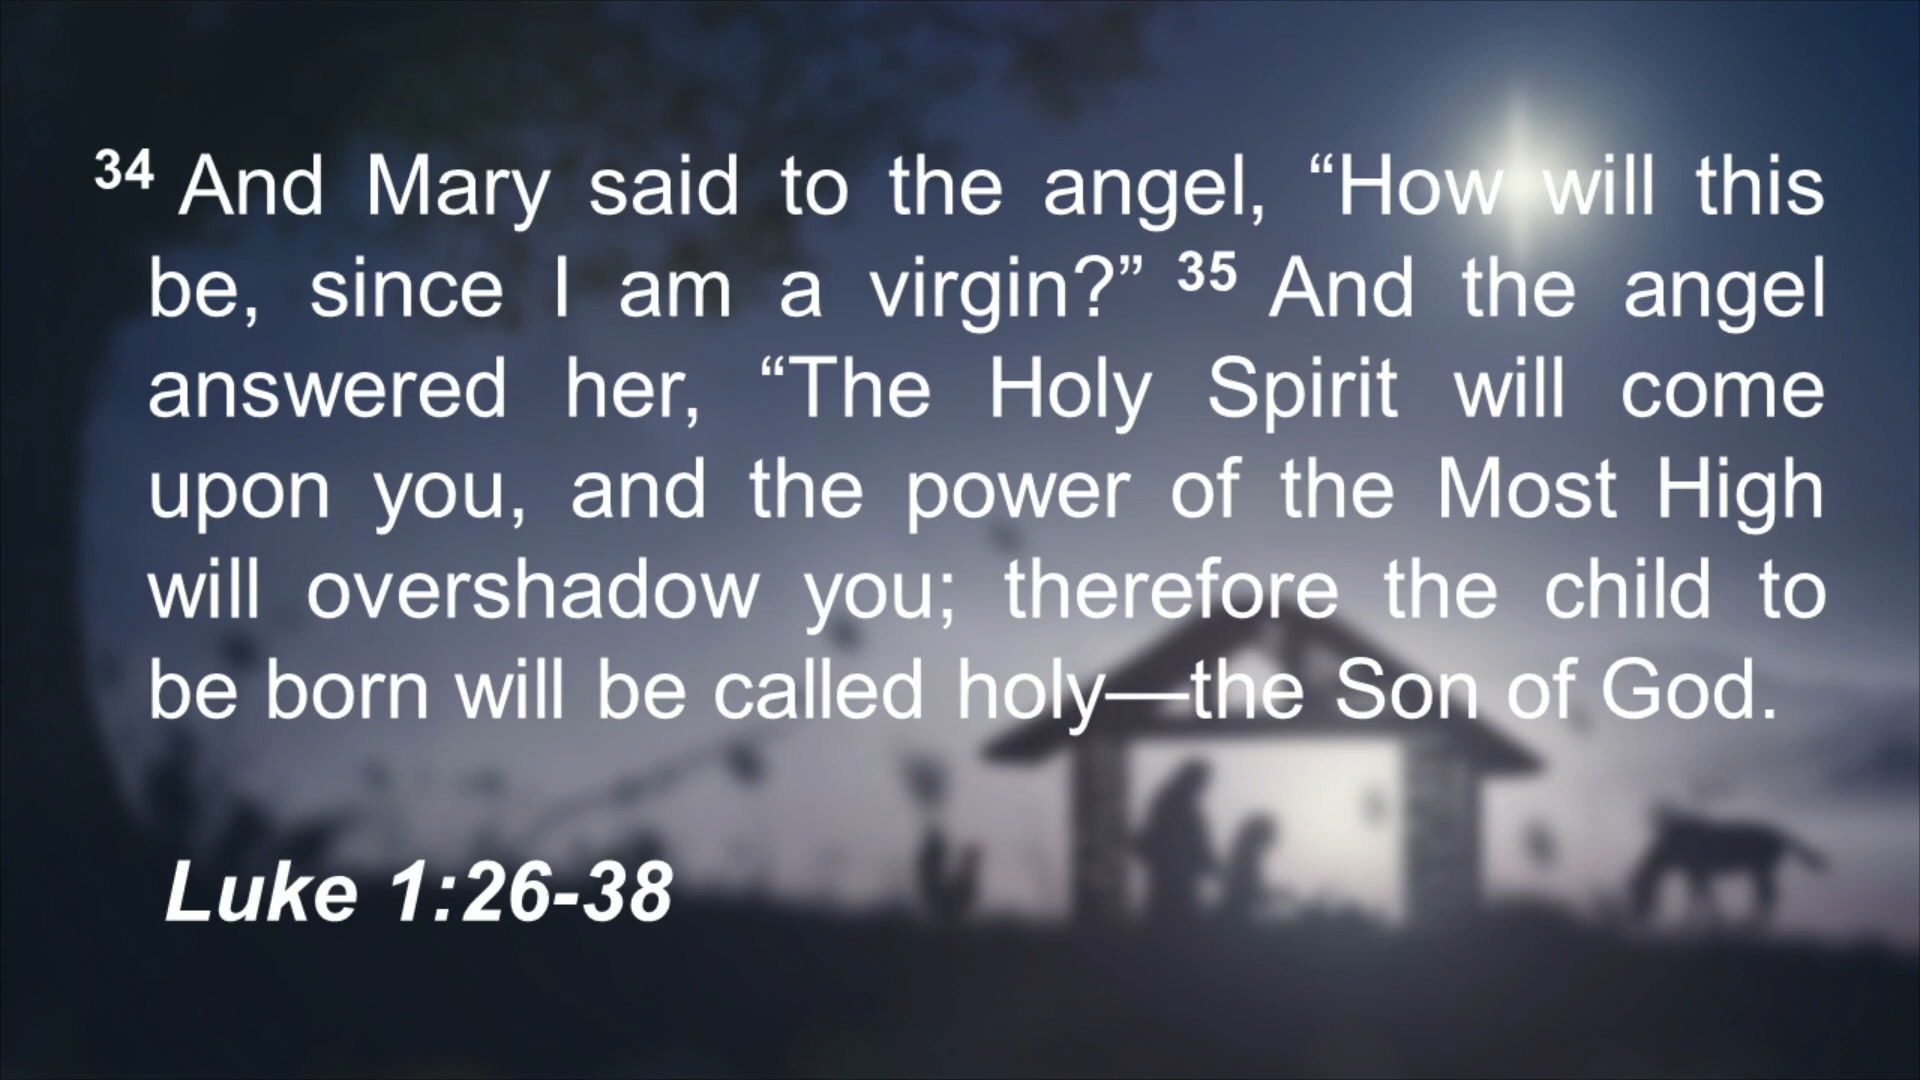 34 And Mary said to the angel, “How will this
be, since I am a virgin?” 35 And the angel
answered her, “The Holy Spirit will come
upon you, and the power of the Most High
will overshadow you; therefore the child to
be born will be called holy—the Son of God.
Luke 1:26-38